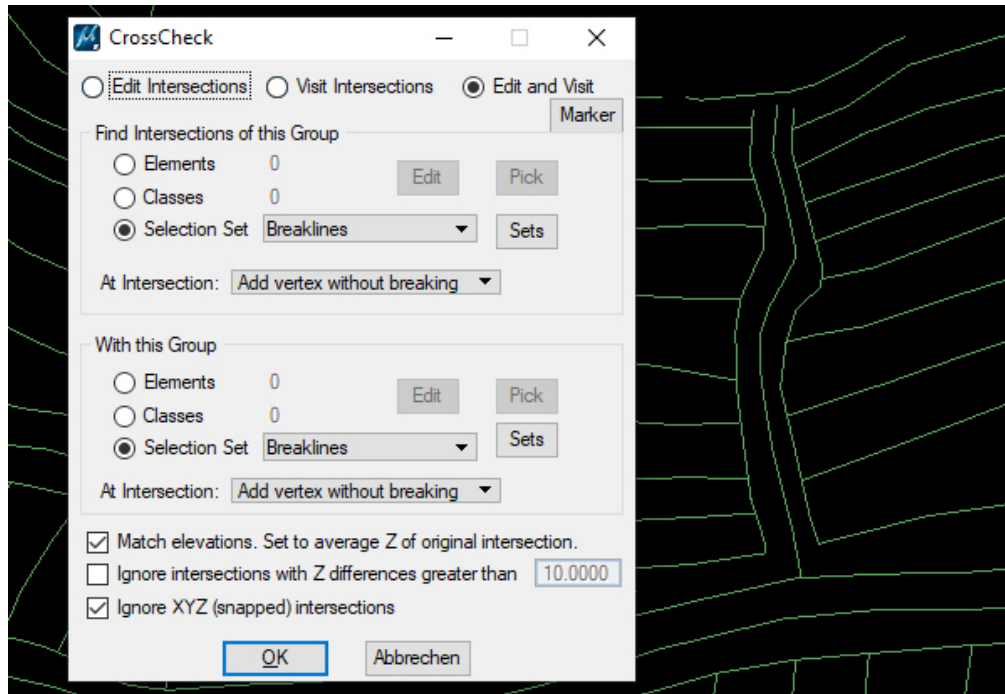 CrossCheck
Edit Intersections Visit Intersections Edit and Visit
Marker
Find Intersections of this Group
Elements 0 Edit Pick
Classes 0
Selection Set Breaklines Sets
At Intersection: Add vertex without breaking
With this Group
Elements 0 Edit Pick
Classes 0
Selection Set Breaklines Sets
At Intersection: Add vertex without breaking
Match elevations. Set to average Z of original intersection.
Ignore intersections with Z differences greater than 10.0000
Ignore XYZ (snapped) intersections
OK Abbrechen